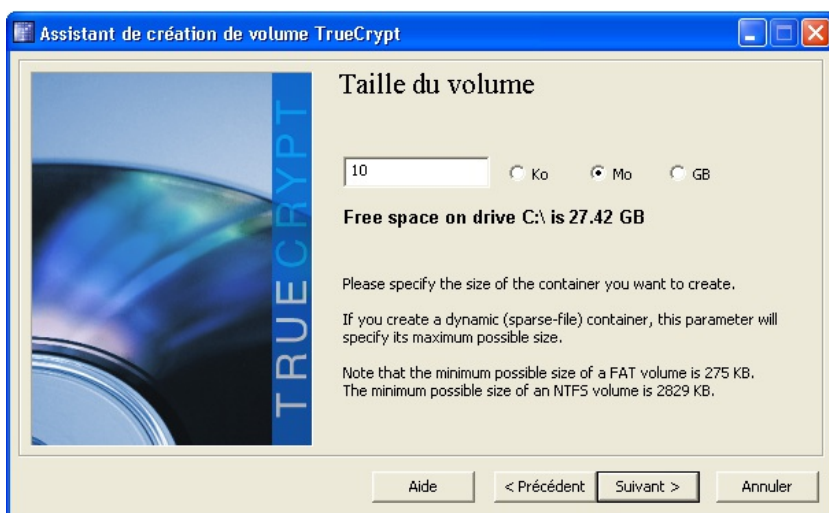 Assistant de création de volume TrueCrypt
TRUECRYPT
Taille du volume
10 Ko Mo GB
Free space on drive C:\ is 27.42 GB
Please specify the size of the container you want to create.
If you create a dynamic (sparse-file) container, this parameter will
specify its maximum possible size.
Note that the minimum possible size of a FAT volume is 275 KB.
The minimum possible size of an NTFS volume is 2829 KB.
Aide < Précédent Suivant > Annuler